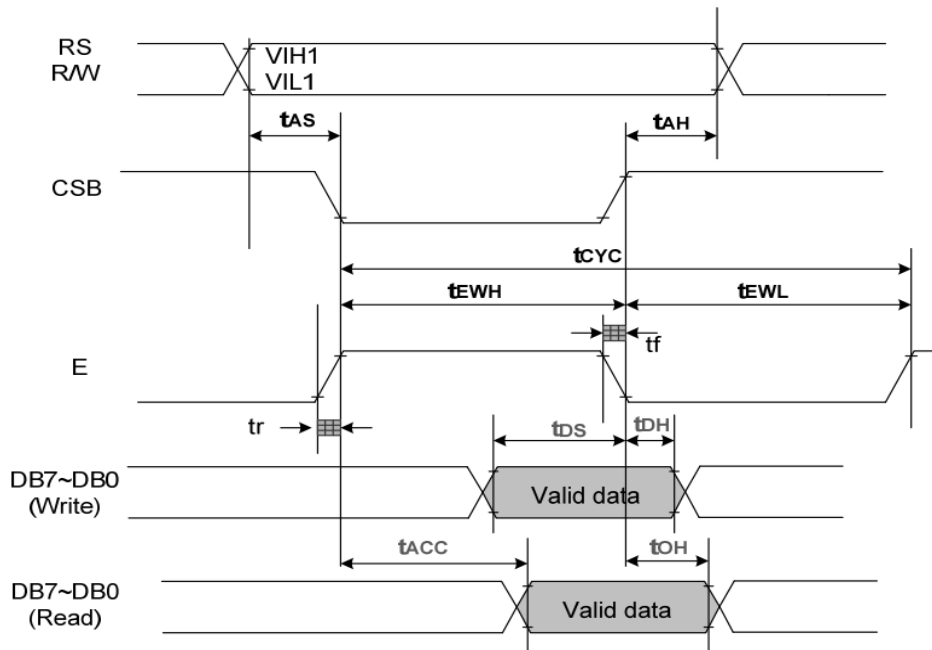 RS
R/W
VIH1
VIL1
tAS
tAH
CSB
tCYC
tEWH
tEWL
tf
E
tr
tDS
tDH
DB7~DB0
(Write)
Valid data
tACC
tOH
DB7~DB0
(Read)
Valid data